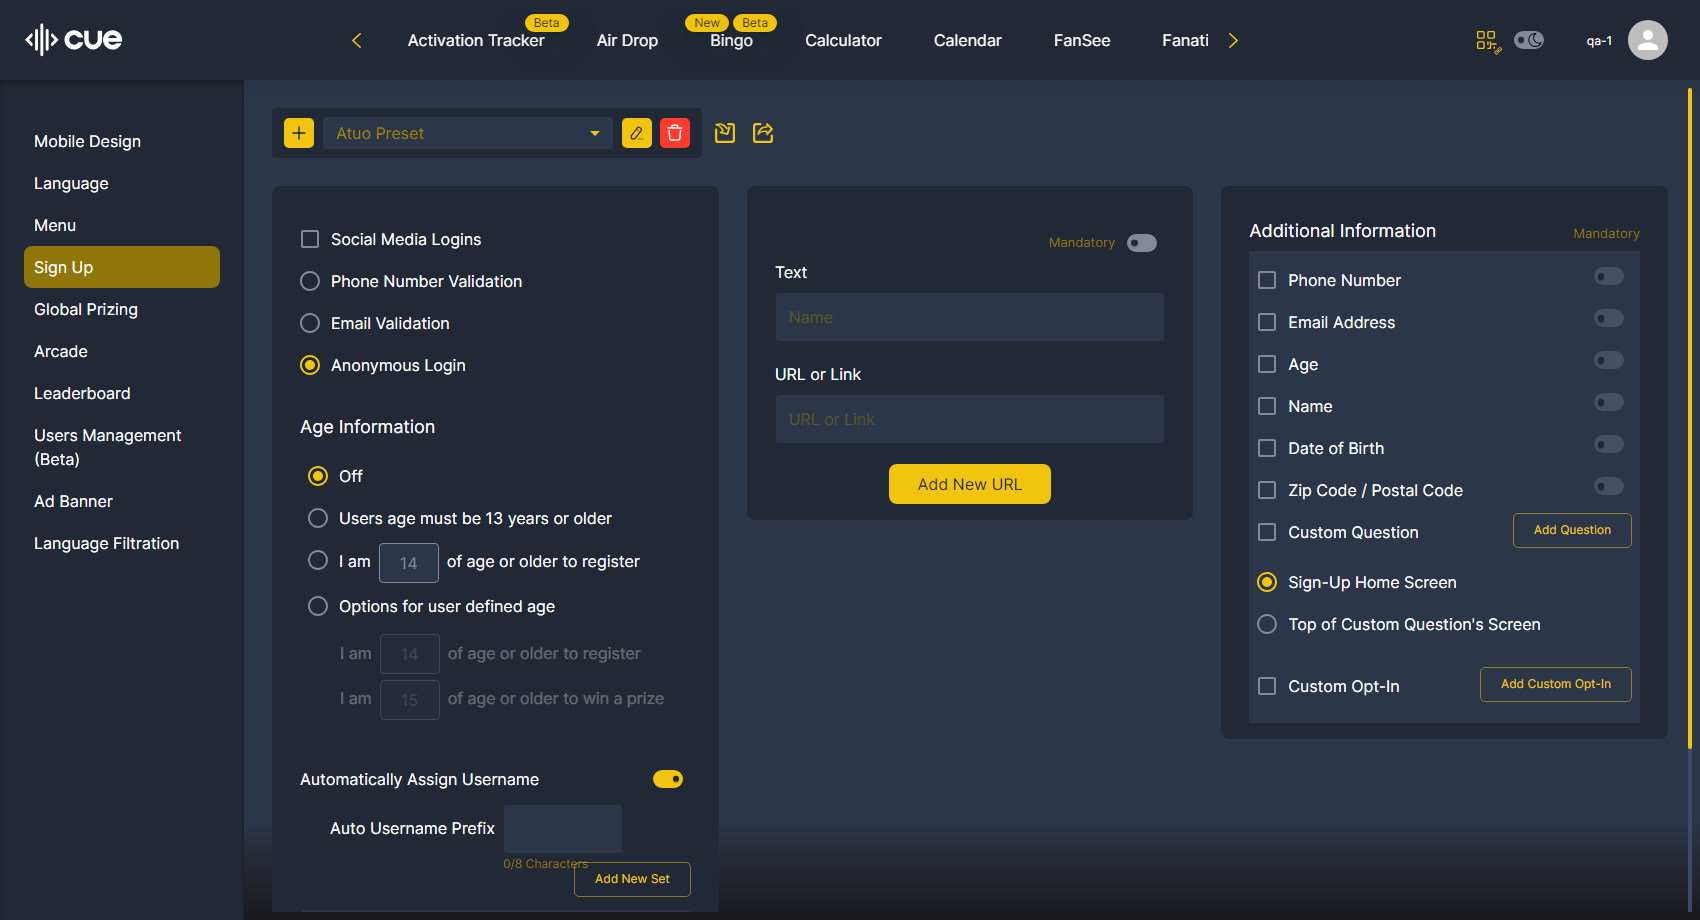 cue
Activation Tracker
Beta
Air Drop
New
Beta
Bingo
Calculator
Calendar
FanSee
Fanati
qa-1
Mobile Design
Language
Menu
Sign Up
Global Prizing
Arcade
Leaderboard
Users Management
(Beta)
Ad Banner
Language Filtration
Atuo Preset
Social Media Logins
Phone Number Validation
Email Validation
Anonymous Login
Age Information
Off
Users age must be 13 years or older
I am 14 of age or older to register
Options for user defined age
I am 14 of age or older to register
I am 15 of age or older to win a prize
Automatically Assign Username
Auto Username Prefix
0/8 Characters
Add New Set
Mandatory
Text
Name
URL or Link
URL or Link
Add New URL
Additional Information
Mandatory
Phone Number
Email Address
Age
Name
Date of Birth
Zip Code / Postal Code
Custom Question
Add Question
Sign-Up Home Screen
Top of Custom Question's Screen
Custom Opt-In
Add Custom Opt-In